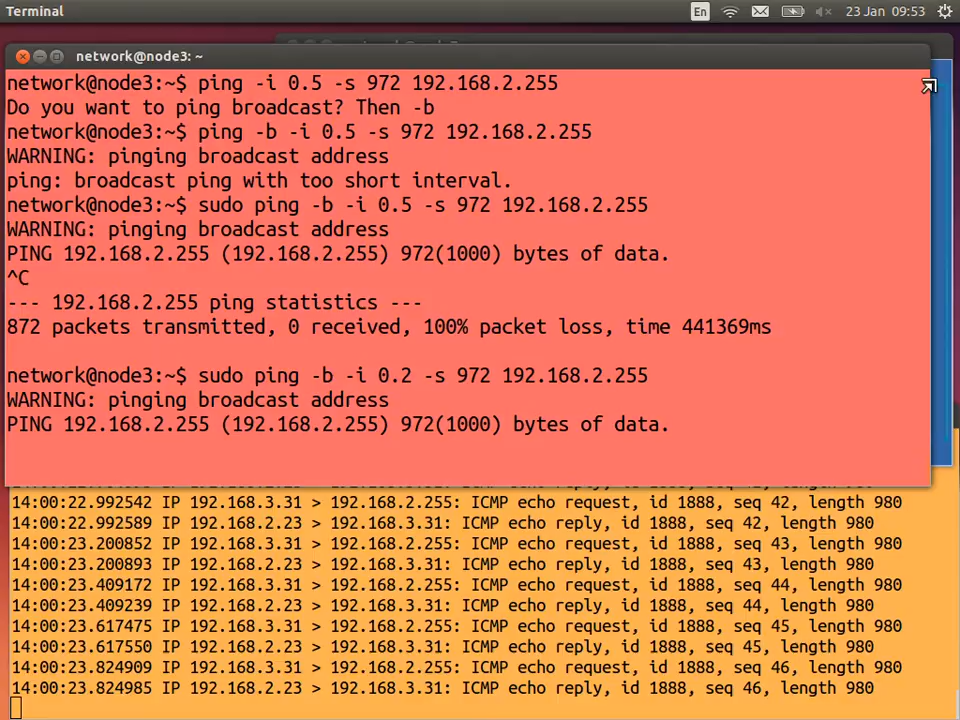 Terminal
En
23 Jan 09:53
network@node3: ~
network@node3:~$ ping -i 0.5 -s 972 192.168.2.255
Do you want to ping broadcast? Then -b
network@node3:~$ ping -b -i 0.5 -s 972 192.168.2.255
WARNING: pinging broadcast address
ping: broadcast ping with too short interval.
network@node3:~$ sudo ping -b -i 0.5 -s 972 192.168.2.255
WARNING: pinging broadcast address
PING 192.168.2.255 (192.168.2.255) 972(1000) bytes of data.
^C
--- 192.168.2.255 ping statistics ---
872 packets transmitted, 0 received, 100% packet loss, time 441369ms
network@node3:~$ sudo ping -b -i 0.2 -s 972 192.168.2.255
WARNING: pinging broadcast address
PING 192.168.2.255 (192.168.2.255) 972(1000) bytes of data.
14:00:22.992542 IP 192.168.3.31 > 192.168.2.255: ICMP echo request, id 1888, seq 42, length 980
14:00:22.992589 IP 192.168.2.23 > 192.168.3.31: ICMP echo reply, id 1888, seq 42, length 980
14:00:23.200852 IP 192.168.3.31 > 192.168.2.255: ICMP echo request, id 1888, seq 43, length 980
14:00:23.200893 IP 192.168.2.23 > 192.168.3.31: ICMP echo reply, id 1888, seq 43, length 980
14:00:23.409172 IP 192.168.3.31 > 192.168.2.255: ICMP echo request, id 1888, seq 44, length 980
14:00:23.409239 IP 192.168.2.23 > 192.168.3.31: ICMP echo reply, id 1888, seq 44, length 980
14:00:23.617475 IP 192.168.3.31 > 192.168.2.255: ICMP echo request, id 1888, seq 45, length 980
14:00:23.617550 IP 192.168.2.23 > 192.168.3.31: ICMP echo reply, id 1888, seq 45, length 980
14:00:23.824909 IP 192.168.3.31 > 192.168.2.255: ICMP echo request, id 1888, seq 46, length 980
14:00:23.824985 IP 192.168.2.23 > 192.168.3.31: ICMP echo reply, id 1888, seq 46, length 980